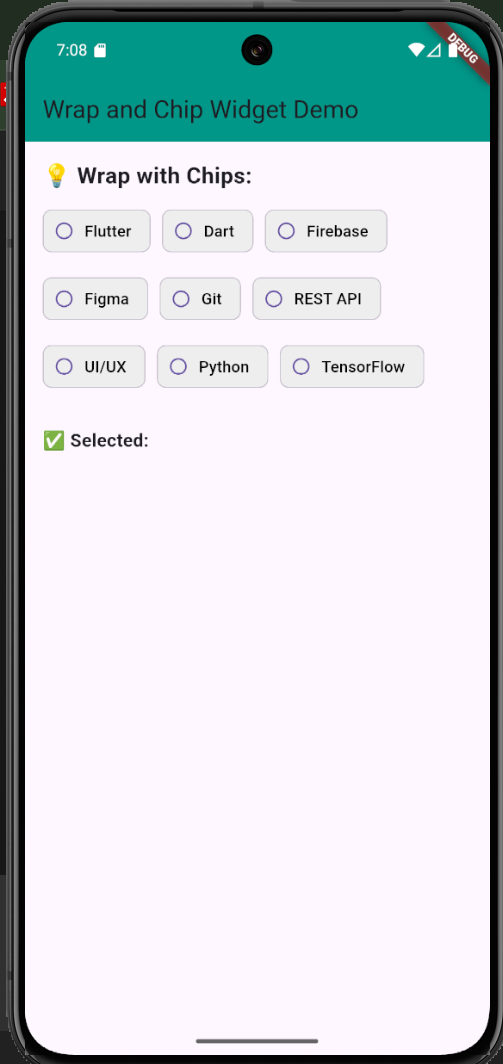 7:08
DEBUG
Wrap and Chip Widget Demo
💡 Wrap with Chips:
Flutter Dart Firebase
Figma Git REST API
UI/UX Python TensorFlow
✅ Selected: